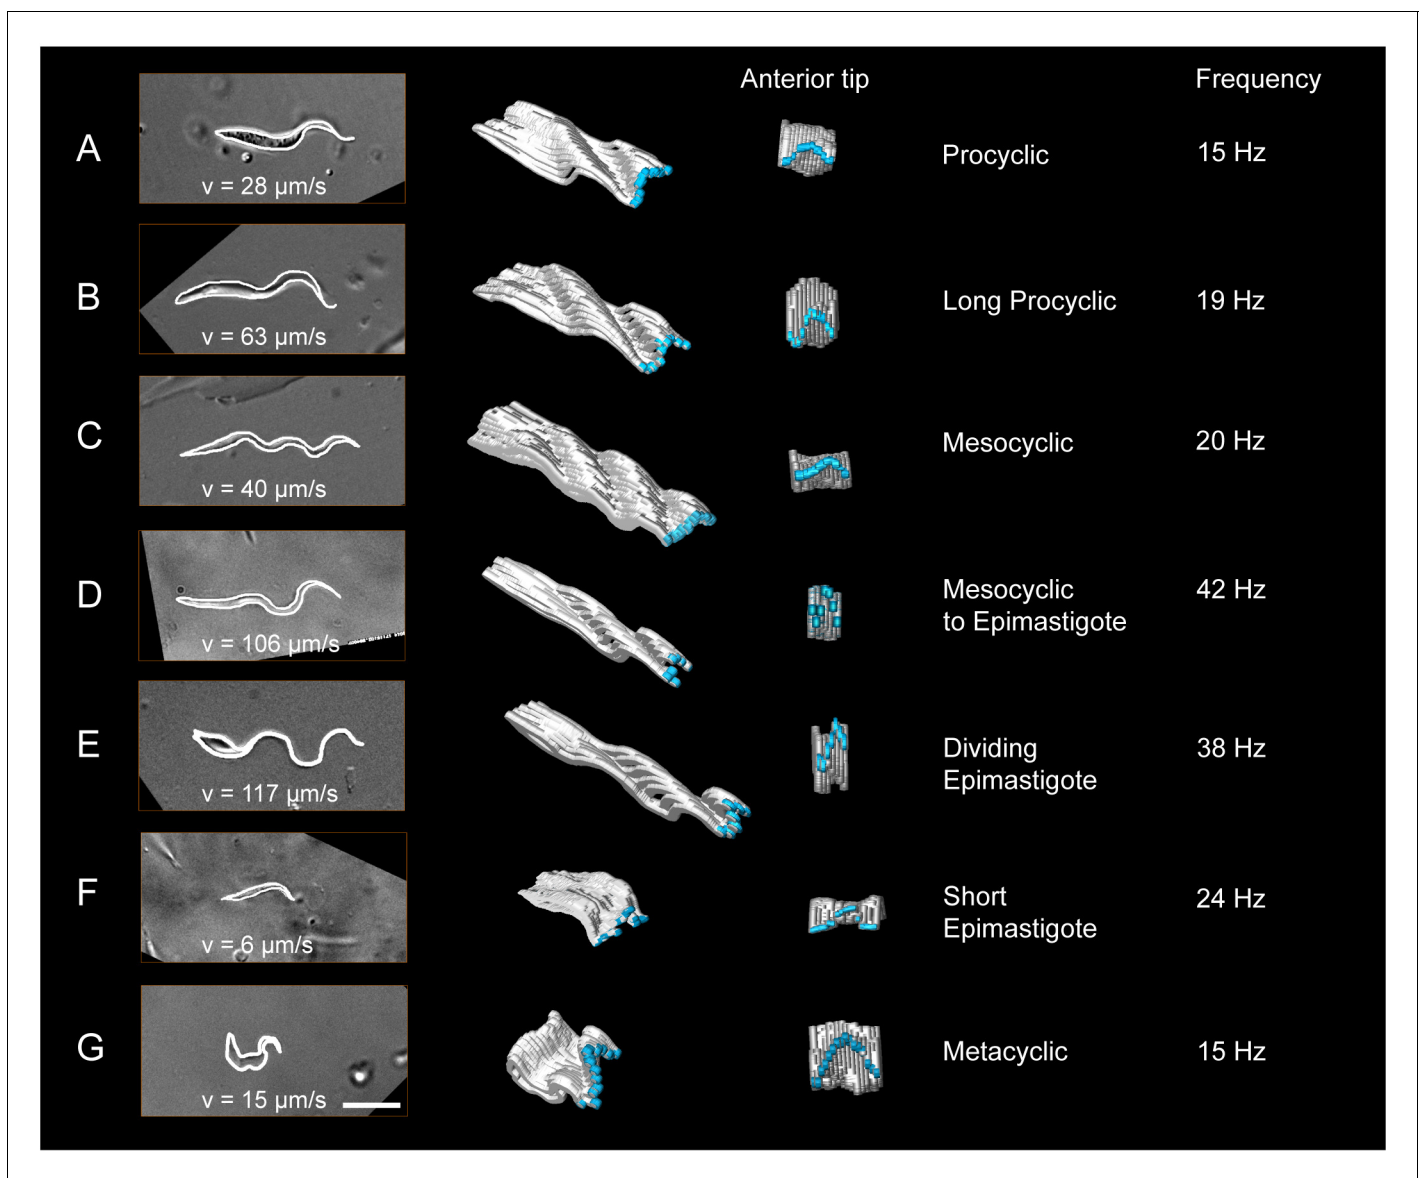 Anterior tip Frequency
A v = 28 µm/s Procyclic 15 Hz
B v = 63 µm/s Long Procyclic 19 Hz
C v = 40 µm/s Mesocyclic 20 Hz
D v = 106 µm/s Mesocyclic 42 Hz
to Epimastigote
E v = 117 µm/s Dividing 38 Hz
Epimastigote
F v = 6 µm/s Short 24 Hz
Epimastigote
G v = 15 µm/s Metacyclic 15 Hz